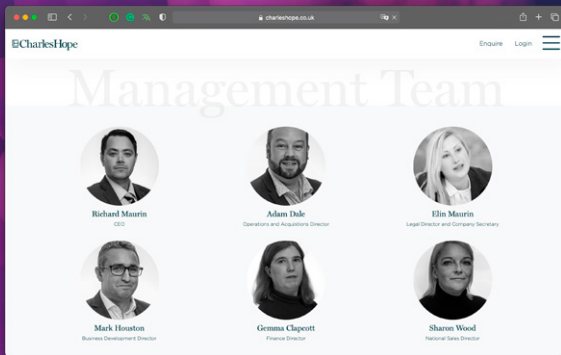 charleshope.co.uk
CharlesHope
Enquire Login
Management Team
Richard Maurin
CEO
Adam Dale
Operations and Acquisitions Director
Elin Maurin
Legal Director and Company Secretary
Mark Houston
Business Development Director
Gemma Clapcott
Finance Director
Sharon Wood
National Sales Director